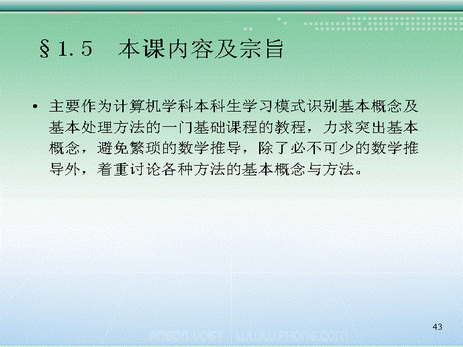 §1.5 本课内容及宗旨
• 主要作为计算机学科本科生学习模式识别基本概念及
基本处理方法的一门基础课程的教程，力求突出基本
概念，避免繁琐的数学推导，除了必不可少的数学推
导外，着重讨论各种方法的基本概念与方法。
43